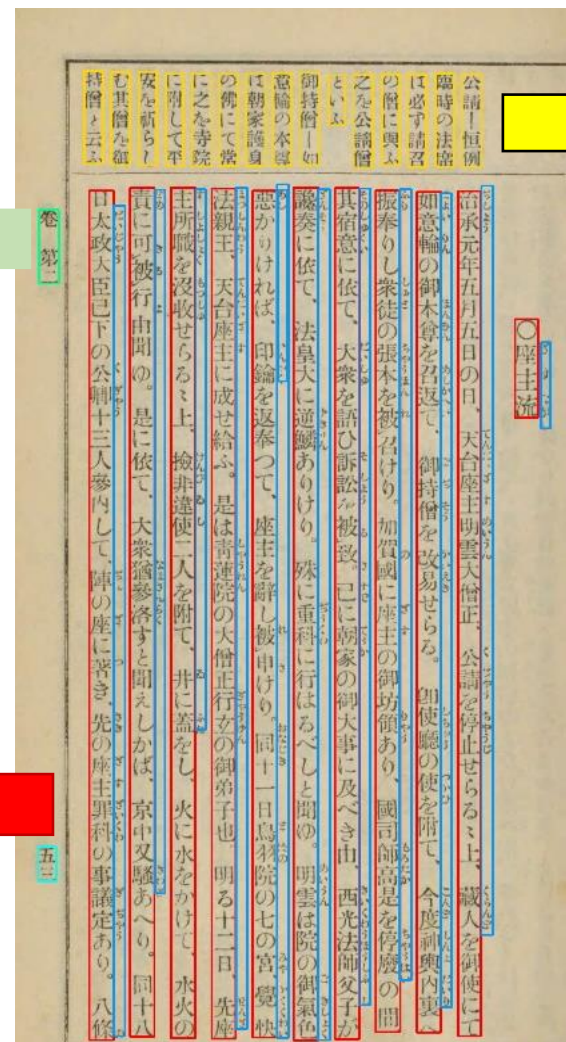 公請ー恒例
臨時の法席
は必ず請召
の僧に與ふ
之を公請僧
といふ
御持僧ー如
意輪の本尊
は朝家護身
の佛にて常
に之を寺院
に附して平
安を祈らし
む其僧を御
持僧と云ふ
〇座主流
治承元年五月五日の日、天台座主明雲大僧正、公請を停止せらるゝ上、藏人を御使にて
如意輪の御本尊を召返て、御持僧を改易せらる。卽使廳の使を附て、今度神輿内裏へ
振奉りし衆徒の張本を被召けり。加賀國に座主の御坊領あり、國司師高是を停廢の間
其宿意に依て、大衆を語ひ訴訟を被致。已に朝家の御大事に及べき由、西光法師父子が
讒奏に依て、法皇大に逆鱗ありけり。殊に重科に行はるべしと聞ゆ。明雲は院の御氣色
惡かりければ、印鑰を返奉つて、座主を辭し被申けり。同十一日鳥羽院の七の宮、覺快
法親王、天台座主に成せ給ふ。是は靑蓮院の大僧正行玄の御弟子也。明る十二日、先座
主所職を沒收せらるゝ上、撿非違使二人を附て、井に蓋をし、火に水をかけて、水火の
責に可被行由聞ゆ。是に依て、大衆猶參洛すと聞えしかば、京中又騷あへり。同十八
日太政大臣已下の公卿十三人參内して、陣の座に著き、先の座主罪科の事議定あり。八條
卷第二
五三